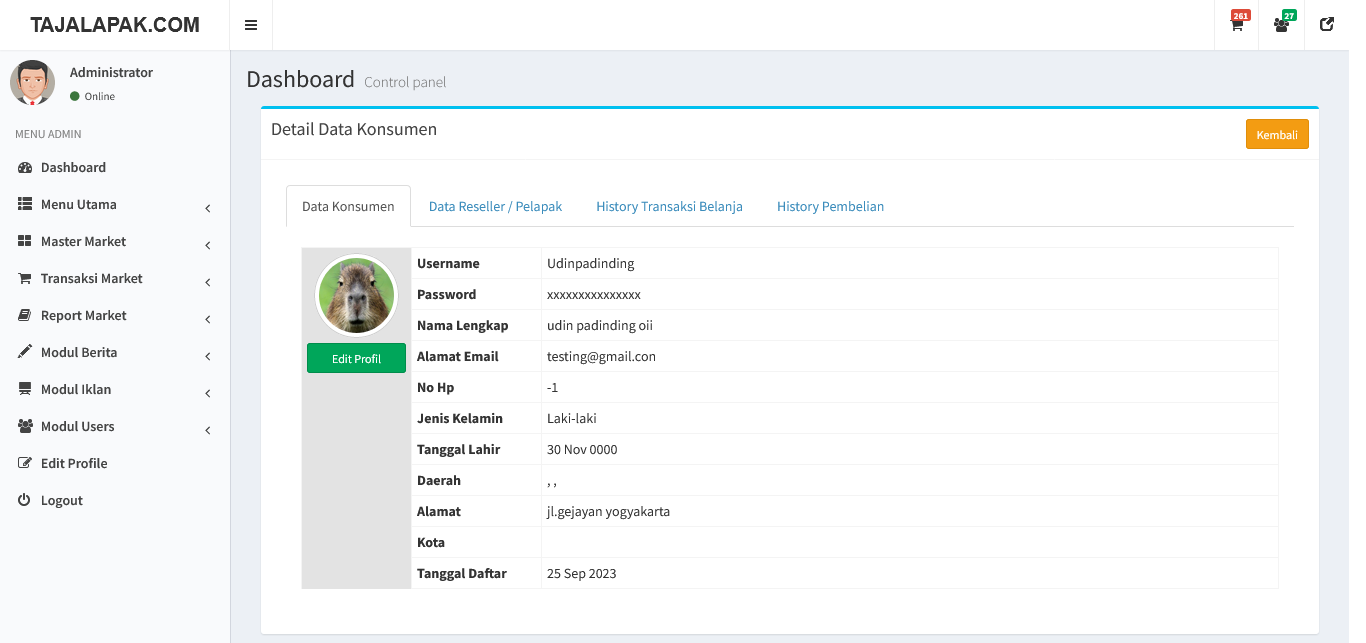 TAJALAPAK.COM
261
27
Administrator
Online
MENU ADMIN
Dashboard
Menu Utama
Master Market
Transaksi Market
Report Market
Modul Berita
Modul Iklan
Modul Users
Edit Profile
Logout
Dashboard Control panel
Detail Data Konsumen
Kembali
Data Konsumen Data Reseller / Pelapak History Transaksi Belanja History Pembelian
Edit Profil
Username Udinpadinding
Password xxxxxxxxxxxxxxx
Nama Lengkap udin padinding oii
Alamat Email testing@gmail.con
No Hp -1
Jenis Kelamin Laki-laki
Tanggal Lahir 30 Nov 0000
Daerah , ,
Alamat jl.gejayan yogyakarta
Kota
Tanggal Daftar 25 Sep 2023